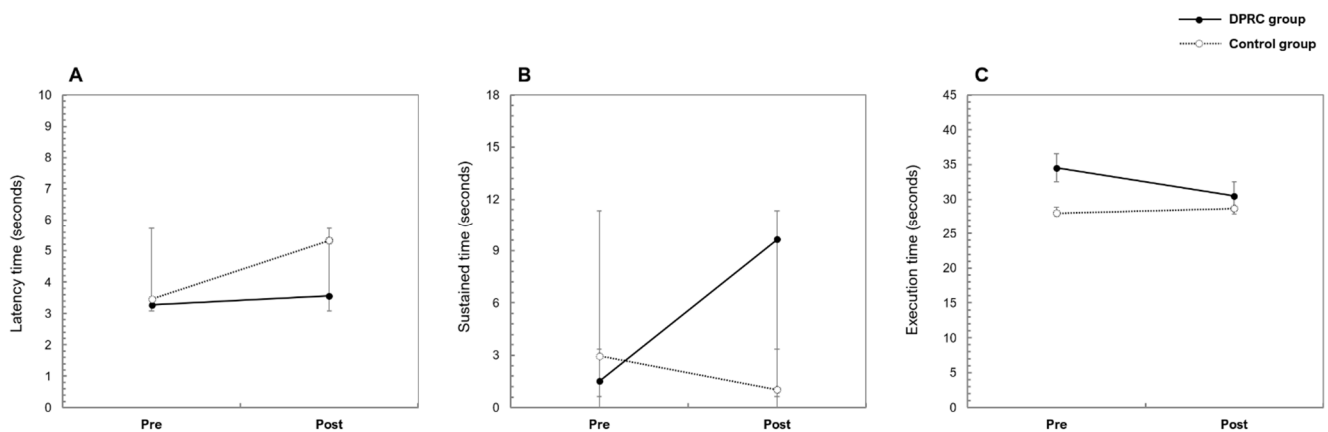 DPRC group
Control group
A
10
9
8
7
6
5
4
3
2
1
0
Latency time (seconds)
Pre Post
B
18
15
12
9
6
3
0
Sustained time (seconds)
Pre Post
C
45
40
35
30
25
20
15
10
5
0
Execution time (seconds)
Pre Post